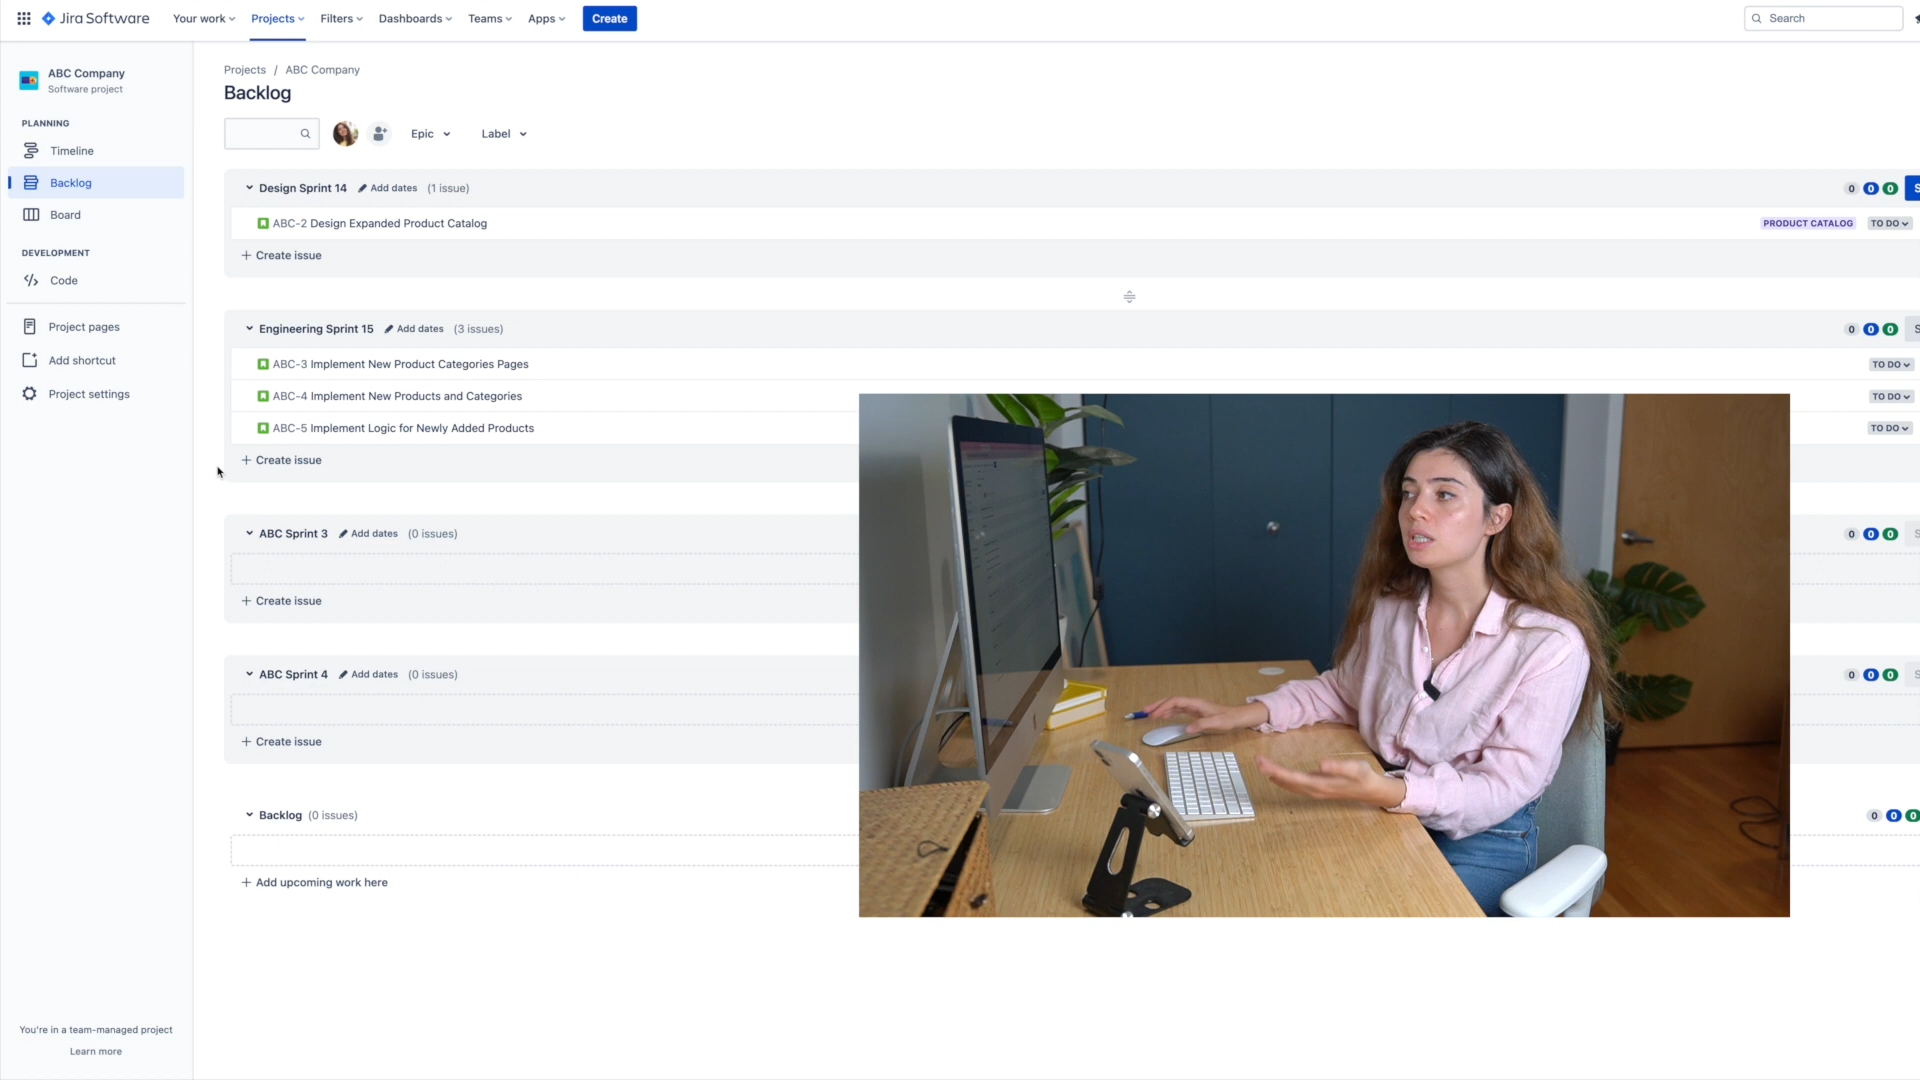 Jira Software Your work Projects Filters Dashboards Teams Apps Create Search
ABC Company
Software project
PLANNING
Timeline
Backlog
Board
DEVELOPMENT
Code
Project pages
Add shortcut
Project settings
You're in a team-managed project
Learn more
Projects / ABC Company
Backlog
Epic Label
Design Sprint 14 Add dates (1 issue) 0 0 0 S
ABC-2 Design Expanded Product Catalog PRODUCT CATALOG TO DO
+ Create issue
Engineering Sprint 15 Add dates (3 issues) 0 0 0 S
ABC-3 Implement New Product Categories Pages TO DO
ABC-4 Implement New Products and Categories TO DO
ABC-5 Implement Logic for Newly Added Products TO DO
+ Create issue
ABC Sprint 3 Add dates (0 issues) 0 0 0 S
+ Create issue
ABC Sprint 4 Add dates (0 issues) 0 0 0 S
+ Create issue
Backlog (0 issues) 0 0 0
+ Add upcoming work here